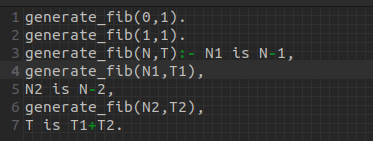 1 generate_fib(0,1).
2 generate_fib(1,1).
3 generate_fib(N,T):- N1 is N-1,
4 generate_fib(N1,T1),
5 N2 is N-2,
6 generate_fib(N2,T2),
7 T is T1+T2.